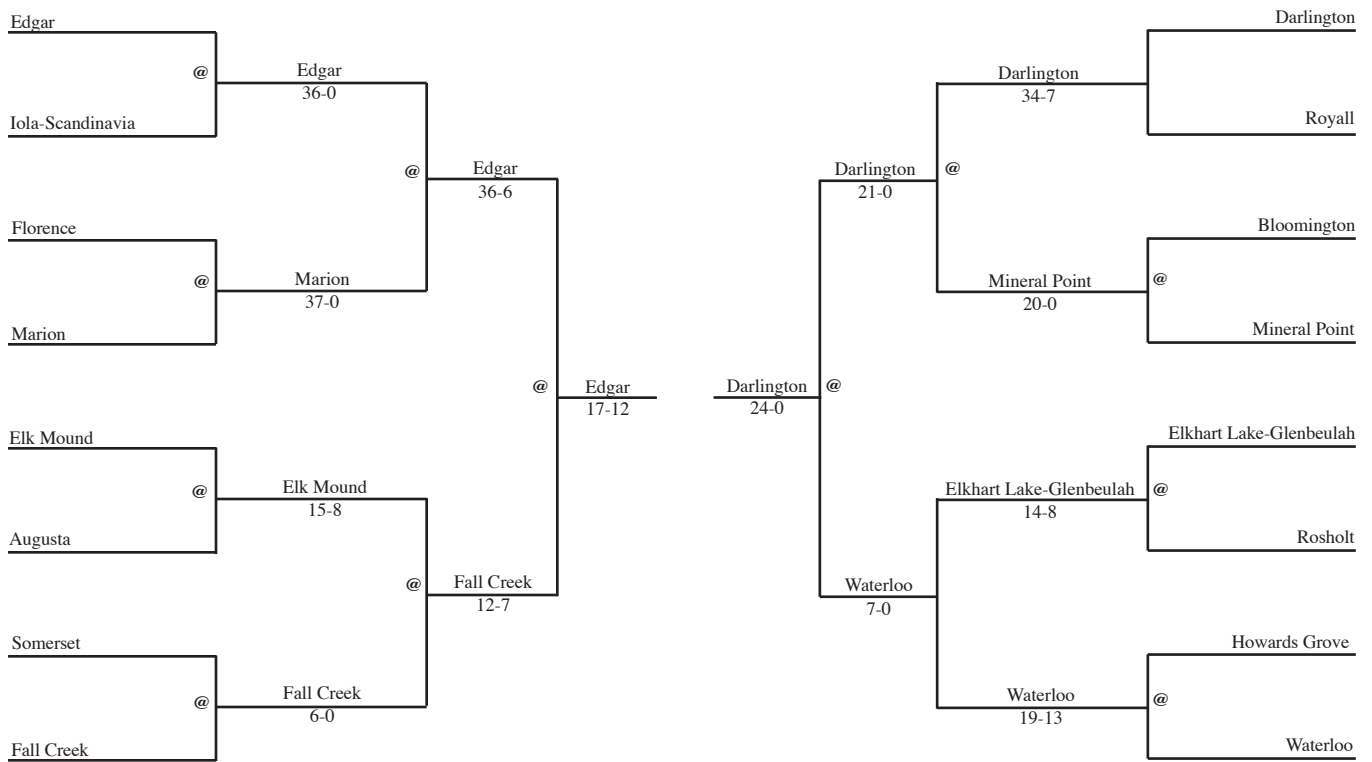 Edgar
@
Iola-Scandinavia
Edgar
36-0
Florence
@
Marion
Marion
37-0
@
Edgar
36-6
Elk Mound
@
Augusta
Elk Mound
15-8
Somerset
@
Fall Creek
Fall Creek
6-0
@
Fall Creek
12-7
@
Edgar
17-12
Darlington
24-0
@
Darlington
21-0
@
Darlington
34-7
Darlington
Royall
Mineral Point
20-0
@
Bloomington
Mineral Point
Waterloo
7-0
Elkhart Lake-Glenbeulah
14-8
@
Elkhart Lake-Glenbeulah
Rosholt
Waterloo
19-13
@
Howards Grove
Waterloo